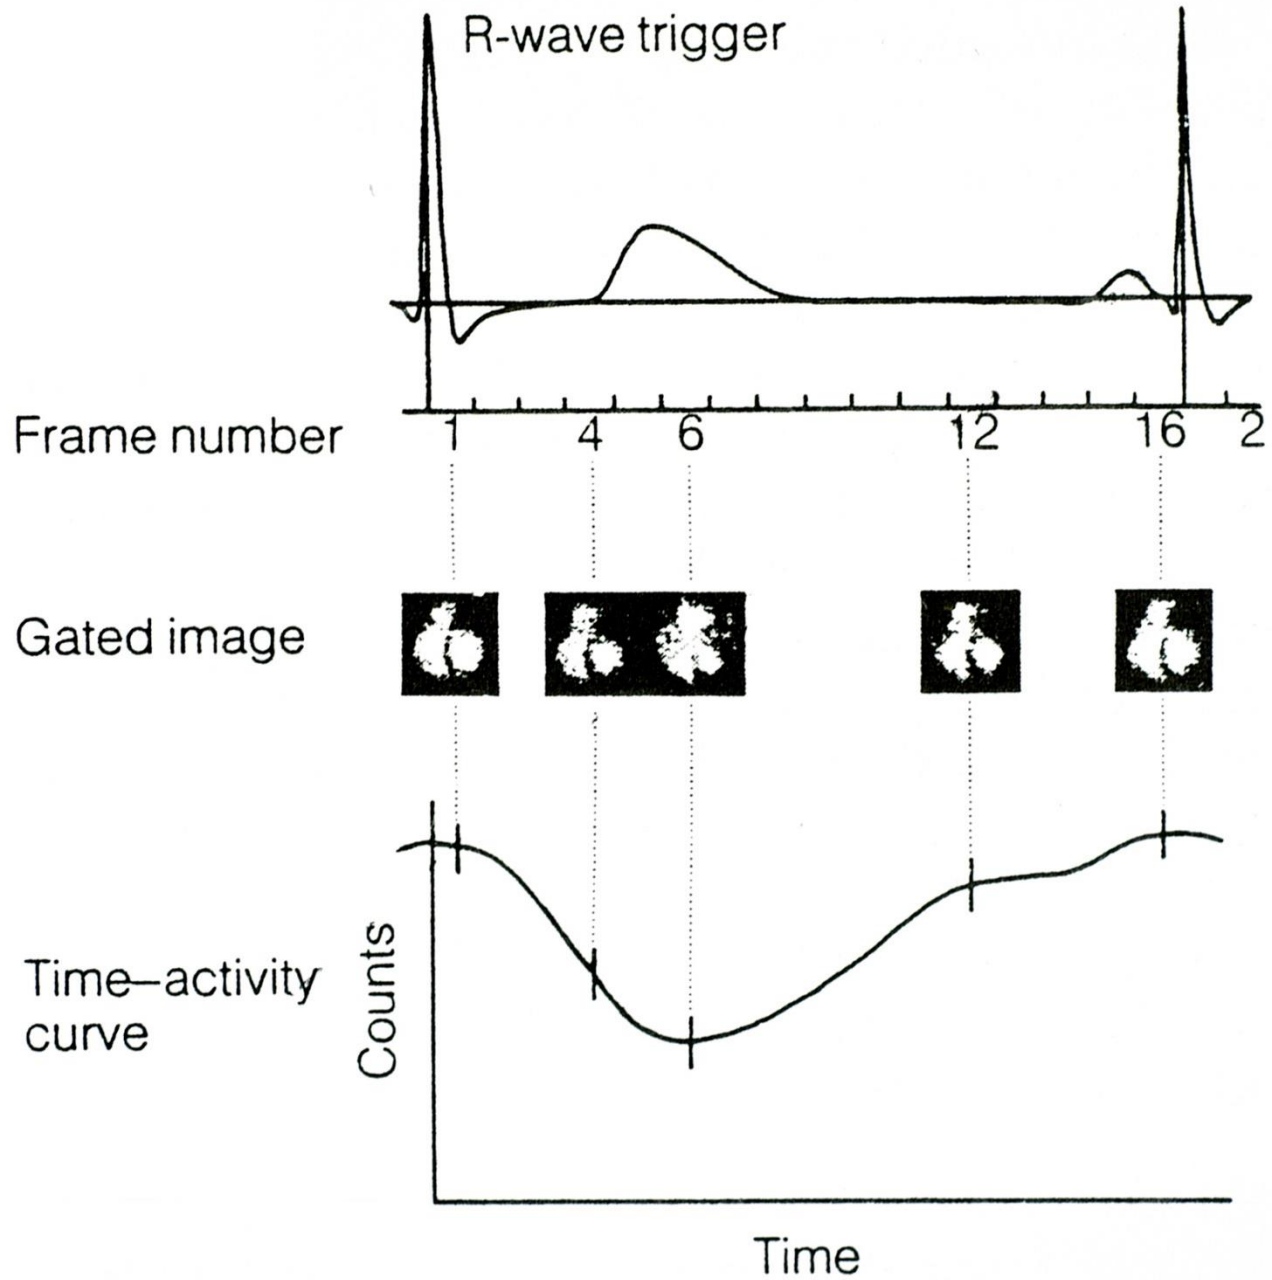 R-wave trigger
Frame number 1 4 6 12 16 2
Gated image
Time–activity
curve
Counts
Time